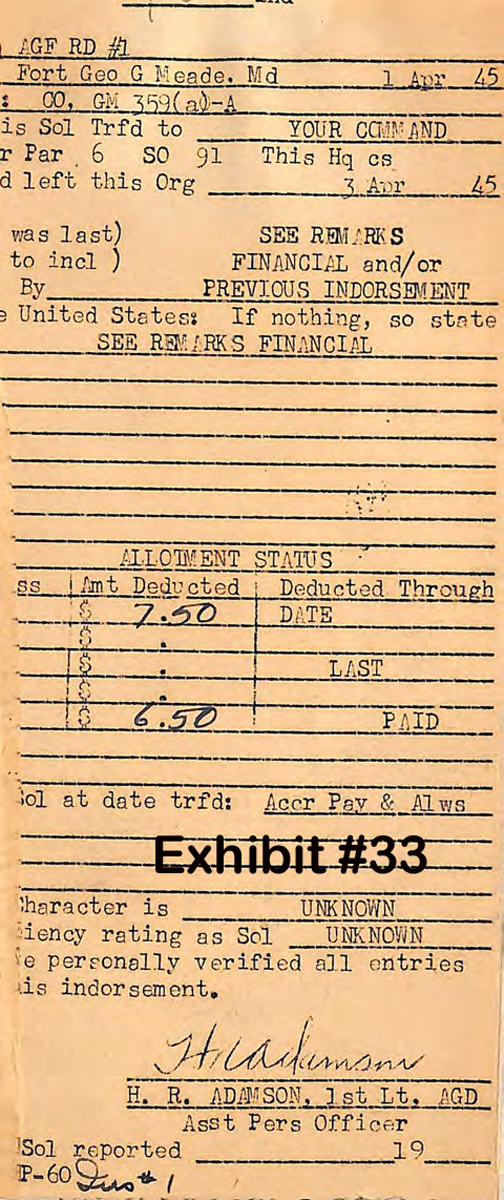 Ind
AGF RD #1
Fort Geo G Meade. Md 1 Apr 45
: CO, GM 359(a)-A
is Sol Trfd to YOUR COMMAND
r Par 6 SO 91 This Hq cs
d left this Org 3 Apr 45
was last) SEE REMARKS
to incl ) FINANCIAL and/or
By PREVIOUS INDORSEMENT
e United States: If nothing, so state
SEE REMARKS FINANCIAL
ALLOTMENT STATUS
ss Amt Deducted Deducted Through
$ 7.50 DATE
$ .
$ . LAST
$ .
$ 6.50 PAID
Sol at date trfd: Accr Pay & Alws
Exhibit #33
Character is UNKNOWN
iency rating as Sol UNKNOWN
e personally verified all entries
is indorsement.
H R Adamson
H. R. ADAMSON, 1st Lt, AGD
Asst Pers Officer
Sol reported 19
P-60 #1